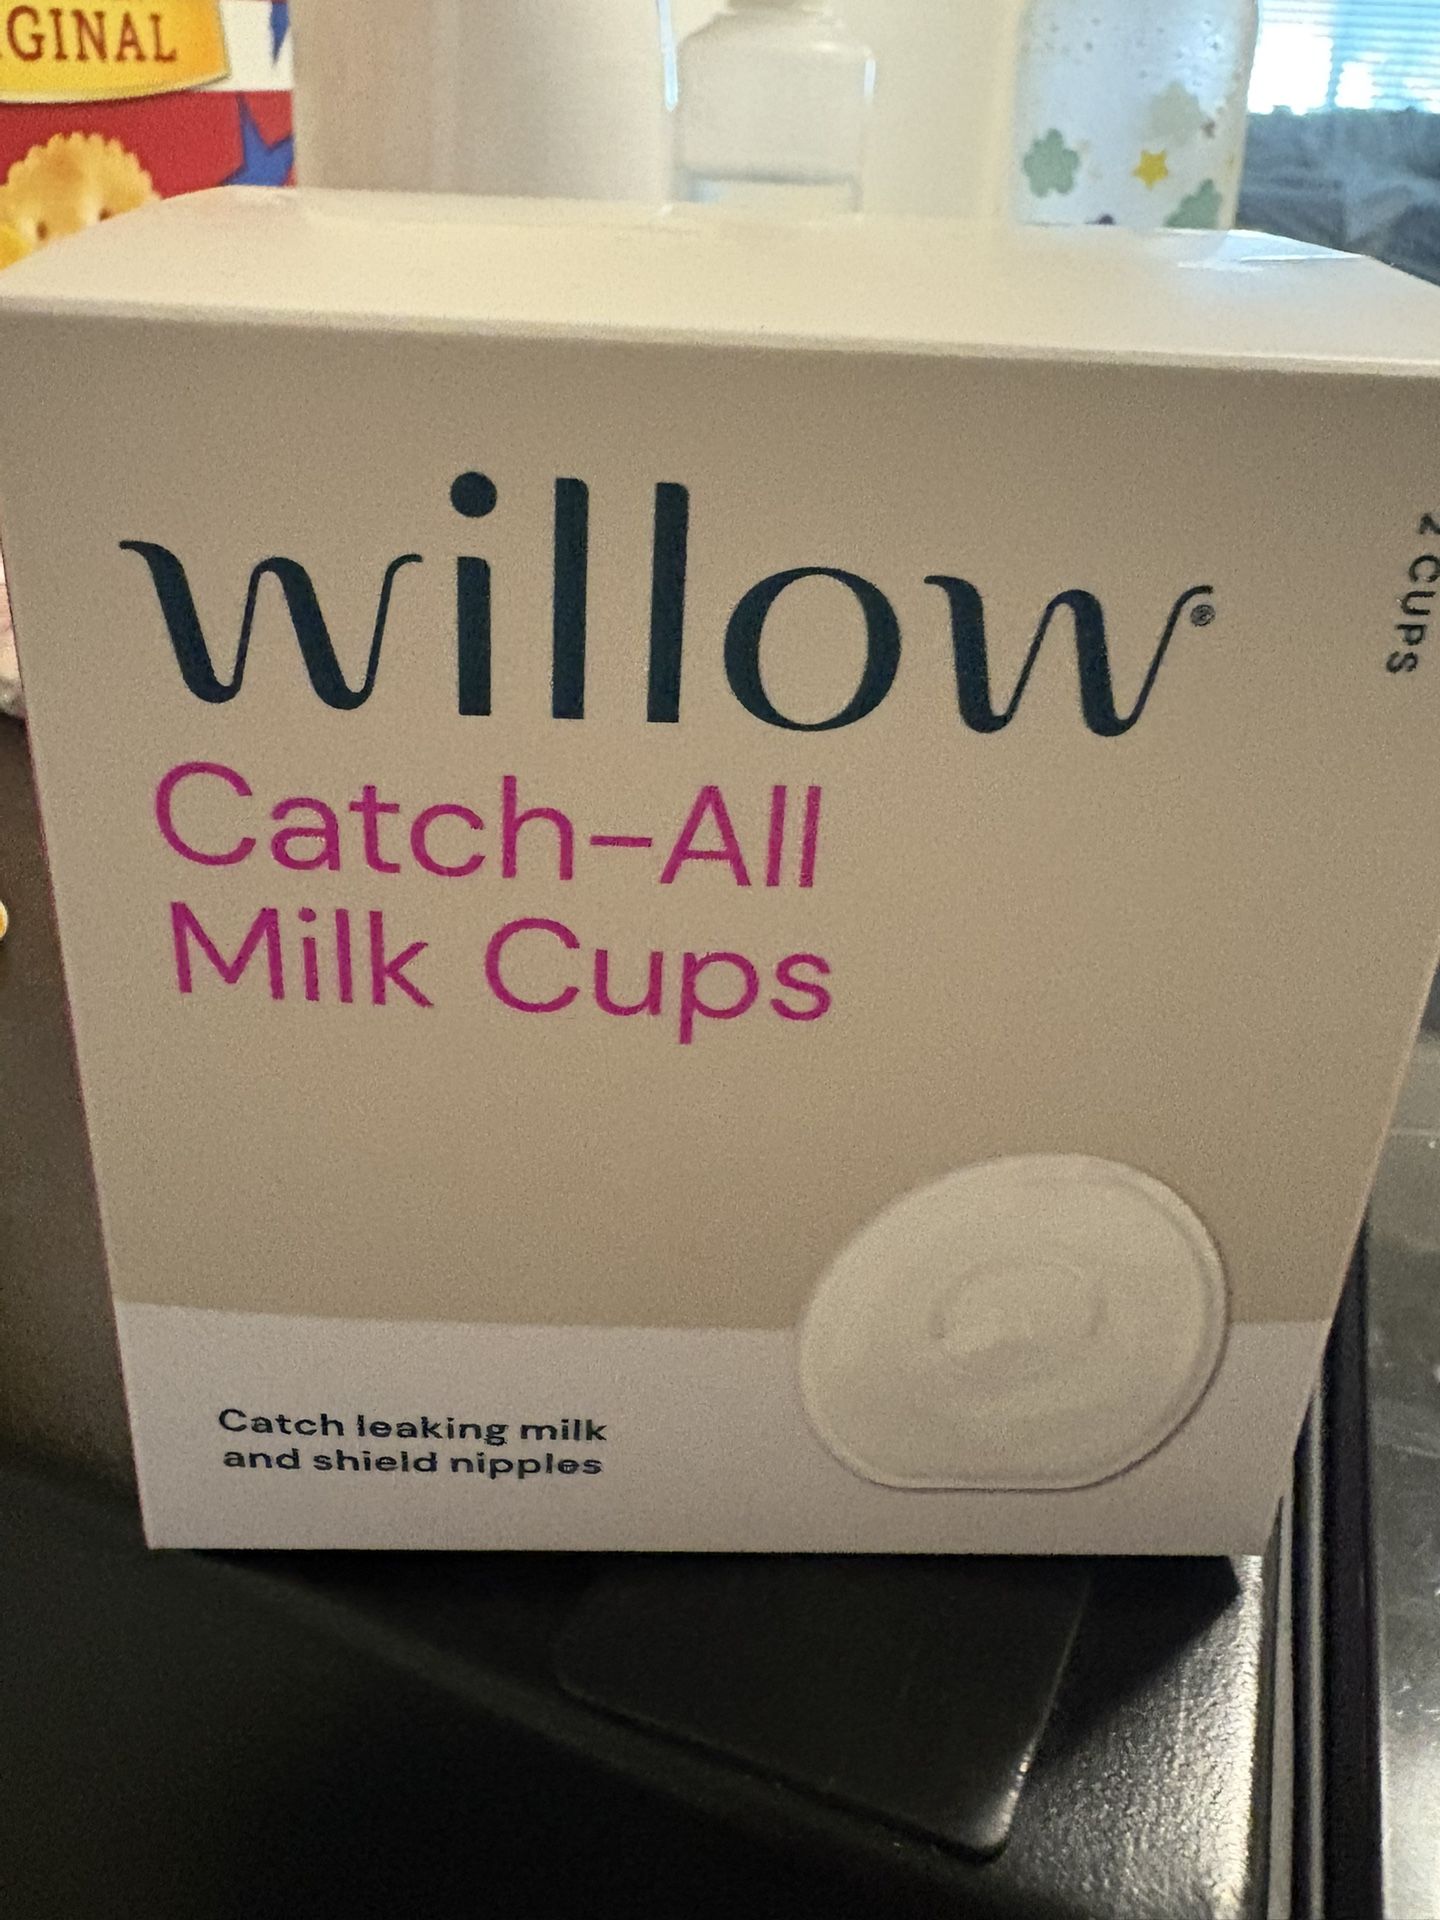 GINAL
willow®
Catch-All
Milk Cups
2 CUPS
Catch leaking milk
and shield nipples